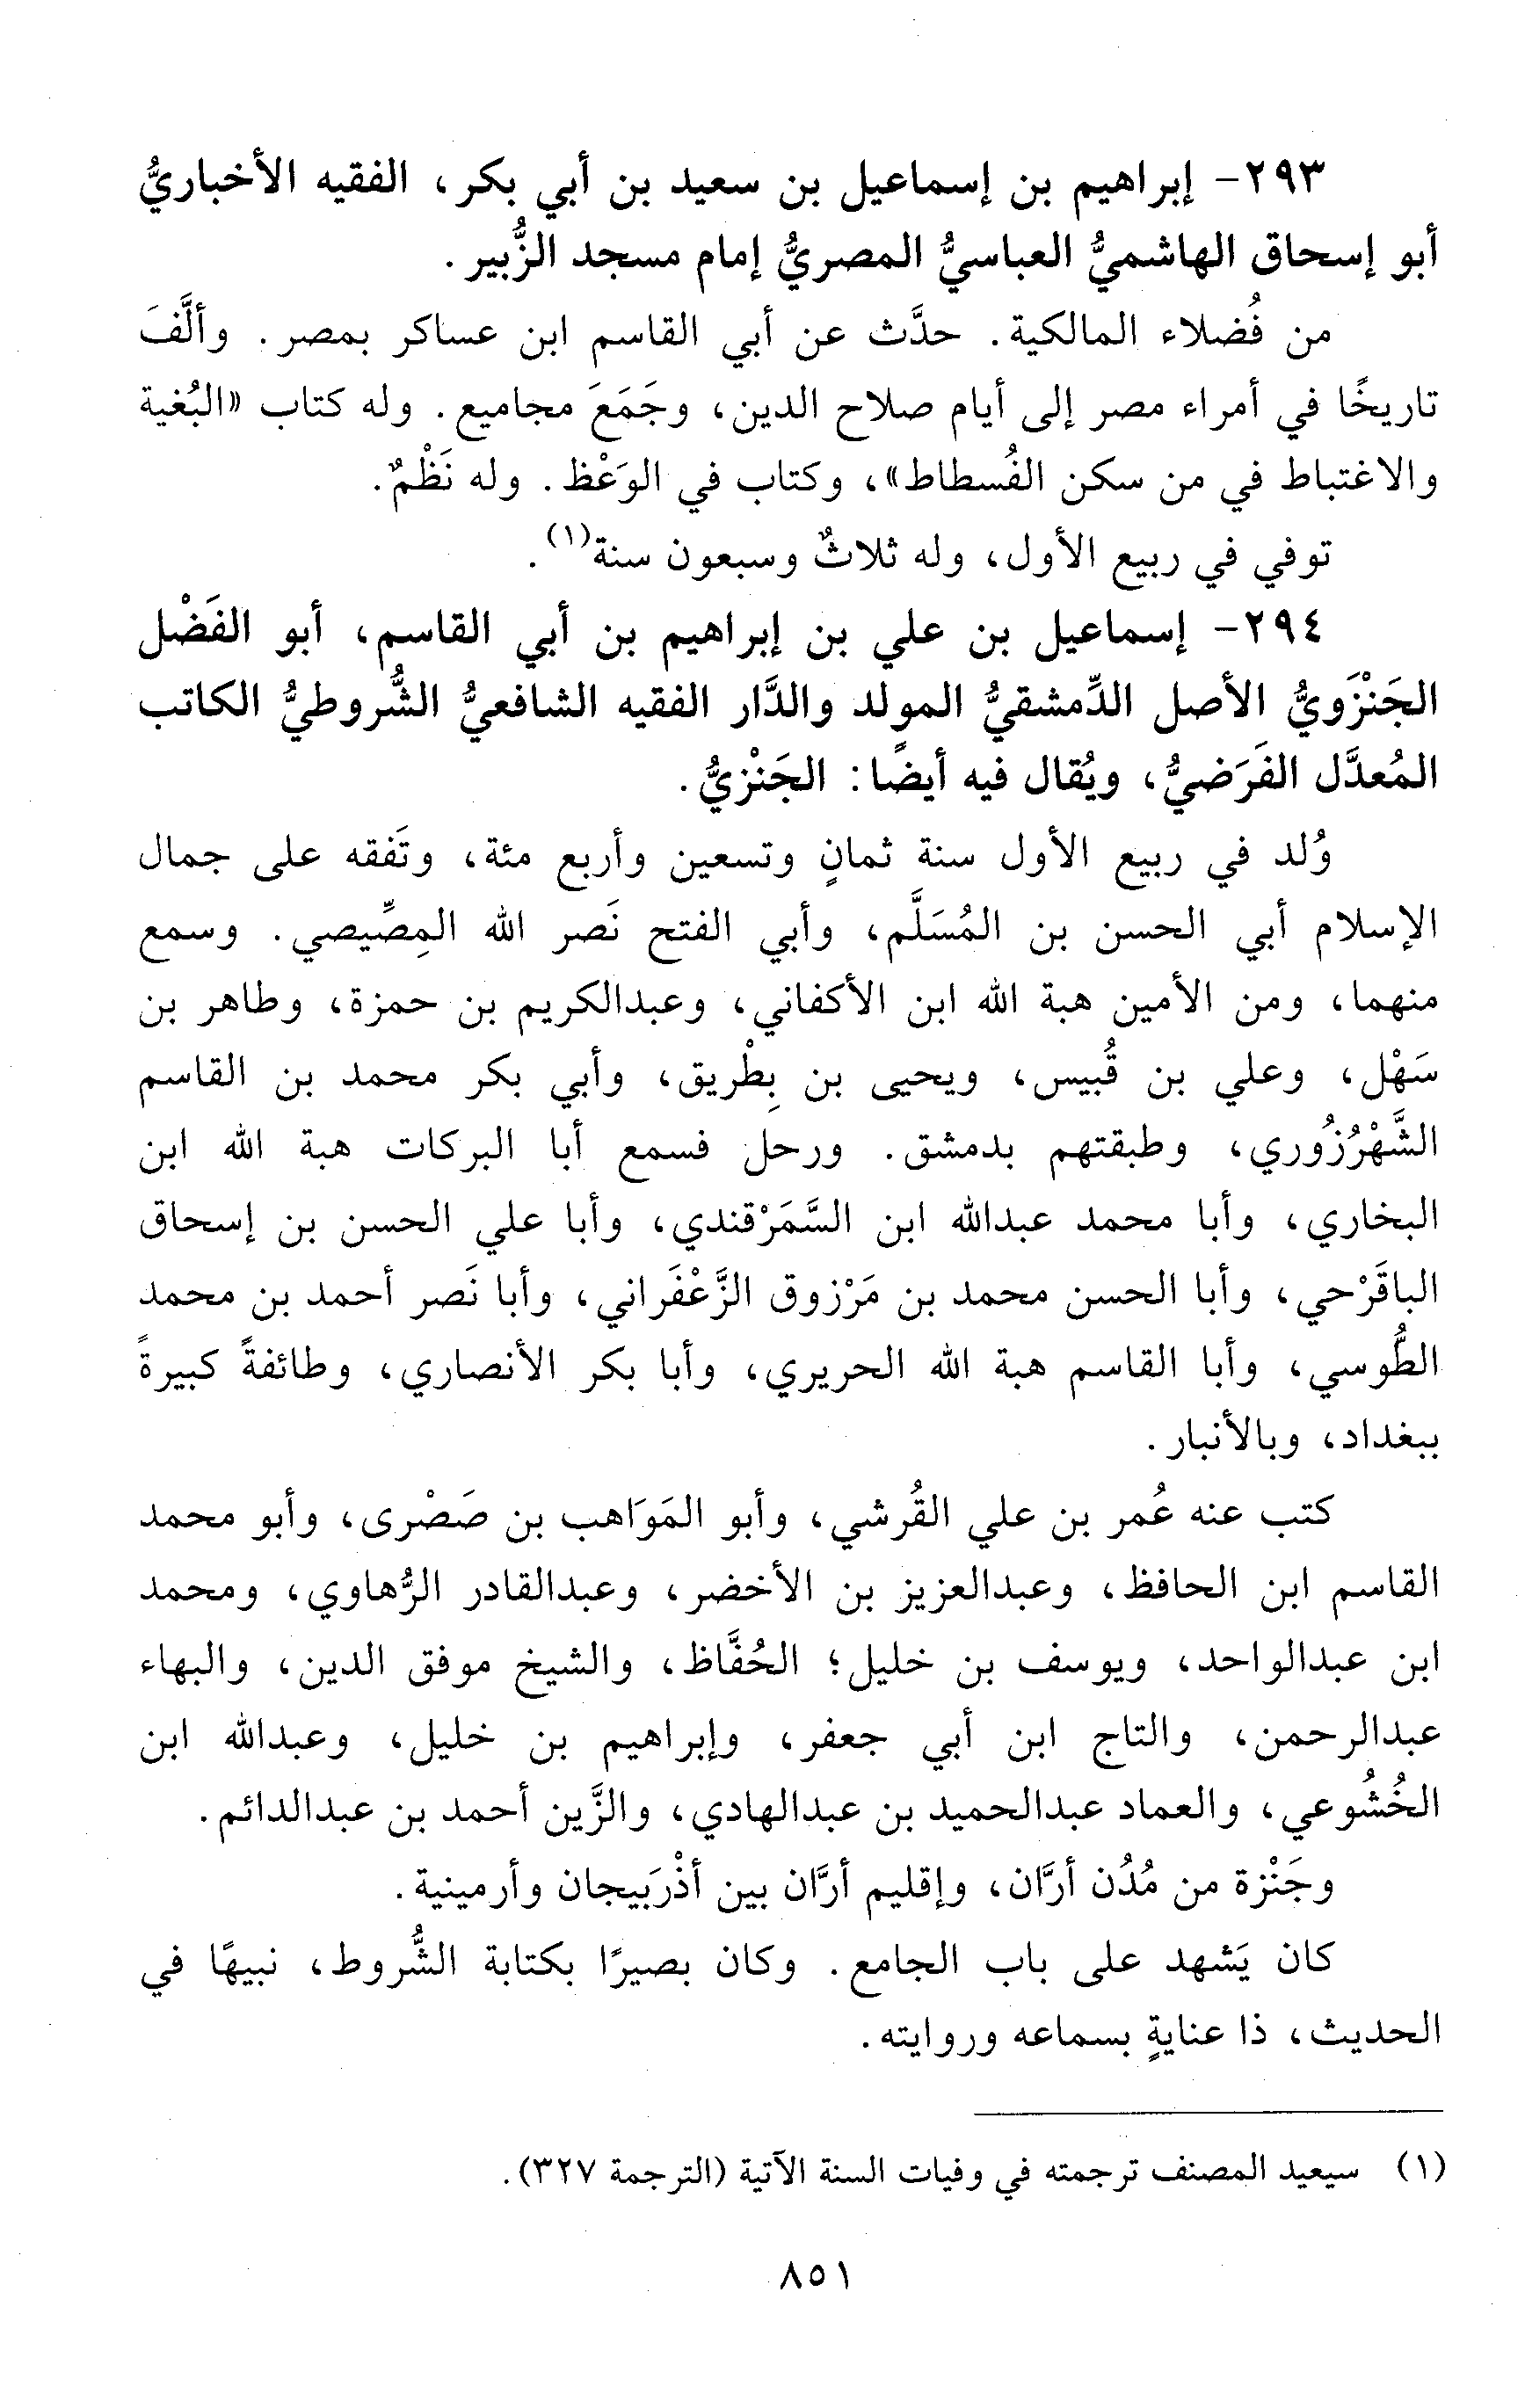 ٢٩٣- إبراهيم بن إسماعيل بن سعيد بن أبي بكر، الفقيه الأخباريُّ
أبو إسحاق الهاشميُّ العباسيُّ المصريُّ إمام مسجد الزُّبير.
من فُضلاء المالكية. حدَّث عن أبي القاسم ابن عساكر بمصر. وألَّفَ
تاريخًا في أمراء مصر إلى أيام صلاح الدين، وجَمَعَ مجاميع. وله كتاب «البُغية
والاغتباط في من سكن الفُسطاط»، وكتاب في الوَعْظ. وله نَظْمٌ.
توفي في ربيع الأول، وله ثلاثٌ وسبعون سنة(١).
٢٩٤- إسماعيل بن علي بن إبراهيم بن أبي القاسم، أبو الفَضْل
الجَنْزَويُّ الأصل الدِّمشقيُّ المولد والدَّار الفقيه الشافعيُّ الشُّروطيُّ الكاتب
المُعدَّل الفَرَضيُّ، ويُقال فيه أيضًا: الجَنْزيُّ.
وُلد في ربيع الأول سنة ثمانٍ وتسعين وأربع مئة، وتَفقه على جمال
الإسلام أبي الحسن بن المُسَلَّم، وأبي الفتح نَصر الله المِصِّيصي. وسمع
منهما، ومن الأمين هبة الله ابن الأكفاني، وعبدالكريم بن حمزة، وطاهر بن
سَهْل، وعلي بن قُبيس، ويحيى بن بِطْريق، وأبي بكر محمد بن القاسم
الشَّهْرُزُوري، وطبقتهم بدمشق. ورحل فسمع أبا البركات هبة الله ابن
البخاري، وأبا محمد عبدالله ابن السَّمَرْقندي، وأبا علي الحسن بن إسحاق
الباقَرْحي، وأبا الحسن محمد بن مَرْزوق الزَّعْفَراني، وأبا نَصر أحمد بن محمد
الطُّوسي، وأبا القاسم هبة الله الحريري، وأبا بكر الأنصاري، وطائفةً كبيرةً
ببغداد، وبالأنبار.
كتب عنه عُمر بن علي القُرشي، وأبو المَوَاهب بن صَصْرى، وأبو محمد
القاسم ابن الحافظ، وعبدالعزيز بن الأخضر، وعبدالقادر الرُّهاوي، ومحمد
ابن عبدالواحد، ويوسف بن خليل؛ الحُفَّاظ، والشيخ موفق الدين، والبهاء
عبدالرحمن، والتاج ابن أبي جعفر، وإبراهيم بن خليل، وعبدالله ابن
الخُشُوعي، والعماد عبدالحميد بن عبدالهادي، والزَّين أحمد بن عبدالدائم.
وجَنْزة من مُدُن أرَّان، وإقليم أرَّان بين أذْرَبيجان وأرمينية.
كان يَشهد على باب الجامع. وكان بصيرًا بكتابة الشُّروط، نبيهًا في
الحديث، ذا عنايةٍ بسماعه وروايته.
(١) سيعيد المصنف ترجمته في وفيات السنة الآتية (الترجمة ٣٢٧).
٨٥١